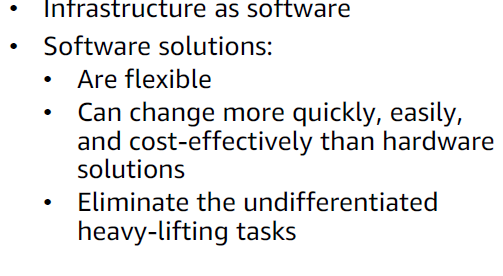 • Infrastructure as software
• Software solutions:
• Are flexible
• Can change more quickly, easily,
and cost-effectively than hardware
solutions
• Eliminate the undifferentiated
heavy-lifting tasks